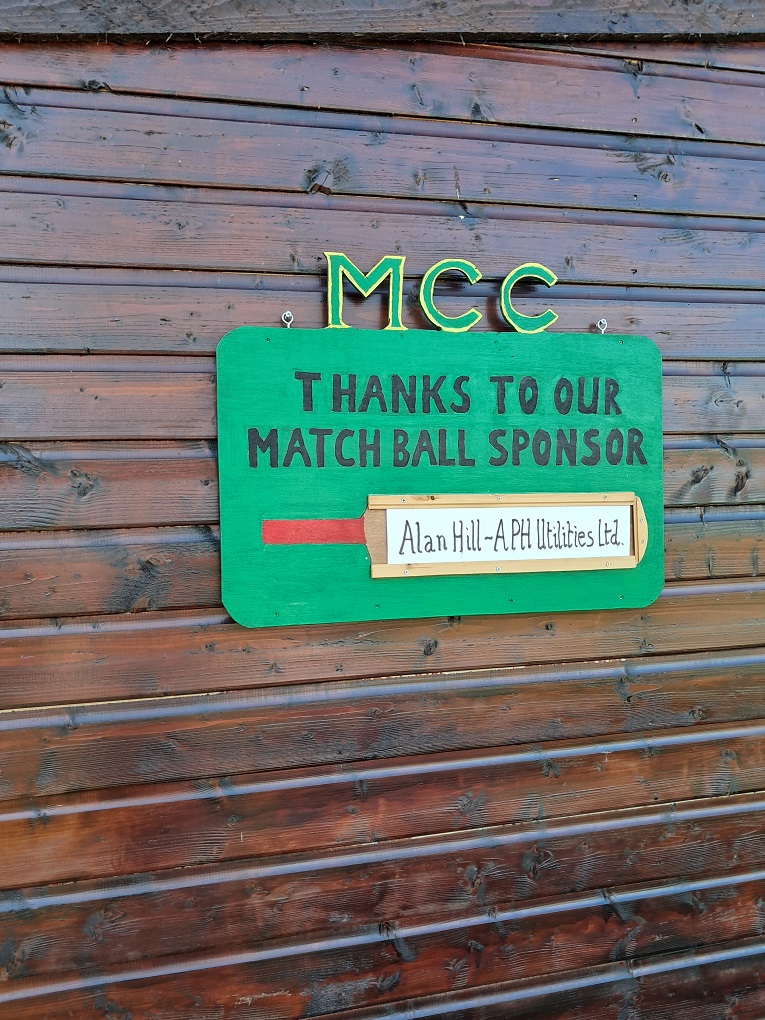 MCC
THANKS TO OUR
MATCH BALL SPONSOR
Alan Hill~APH Utilities Ltd.